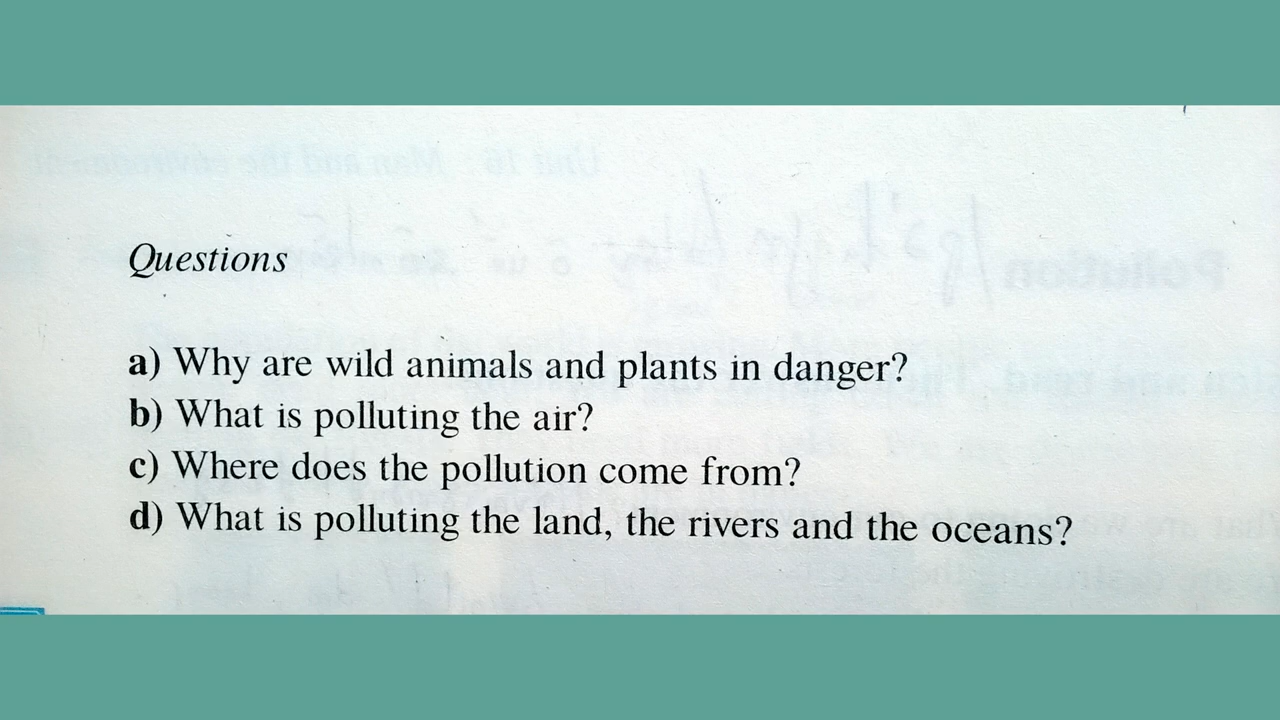 Questions
a) Why are wild animals and plants in danger?
b) What is polluting the air?
c) Where does the pollution come from?
d) What is polluting the land, the rivers and the oceans?